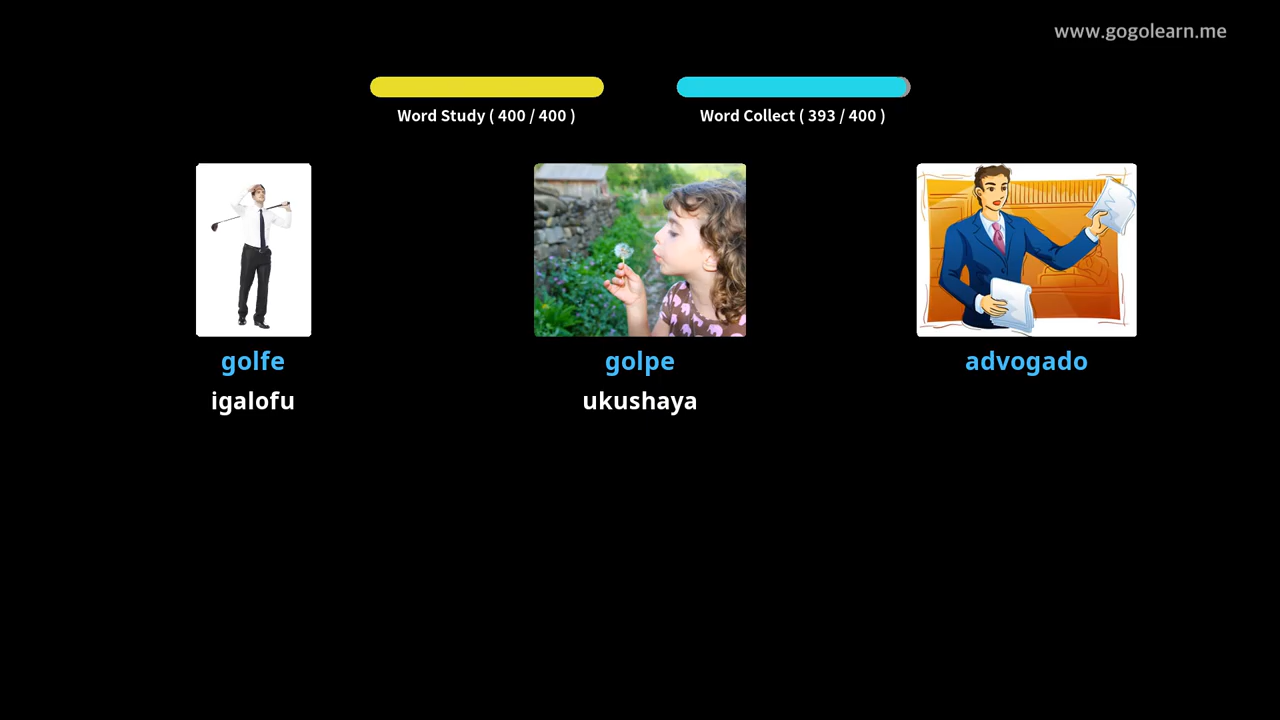 www.gogolearn.me
Word Study ( 400 / 400 )
Word Collect ( 393 / 400 )
golfe
golpe
advogado
igalofu
ukushaya